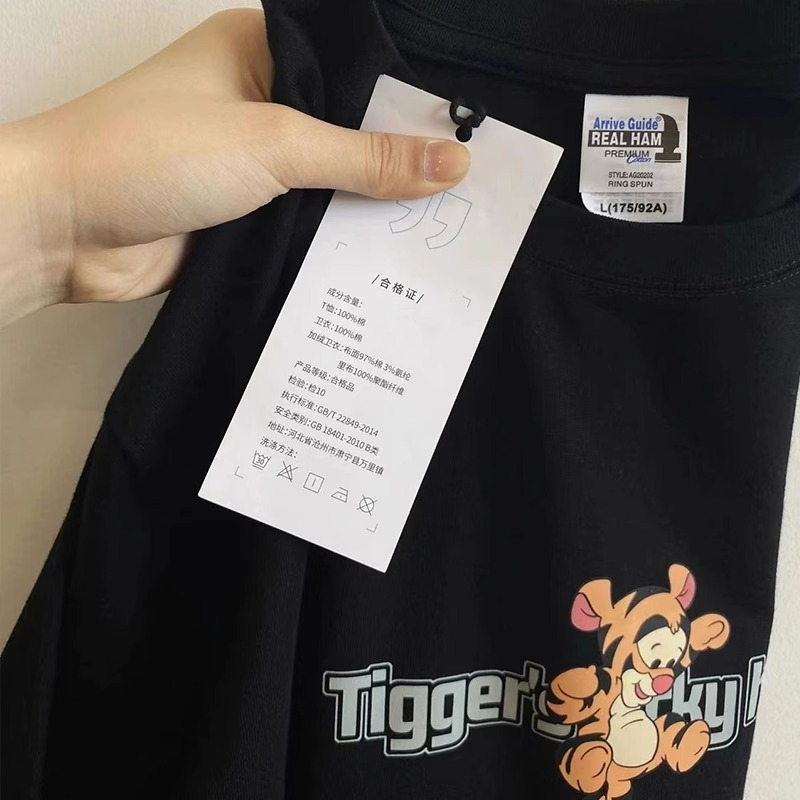 Arrive Guide®
REAL HAM
PREMIUM
Cotton
STYLE: AG20202
RING SPUN
L(175/92A)
/合格证/
成分含量:
T恤:100%棉
卫衣:100%棉
加绒卫衣:布面97%棉 3%氨纶
里布100%聚酯纤维
产品等级:合格品
检验:检10
执行标准:GB/T 22849-2014
安全类别:GB 18401-2010 B类
地址:河北省沧州市肃宁县万里镇
洗涤方法:
30
Tigger's